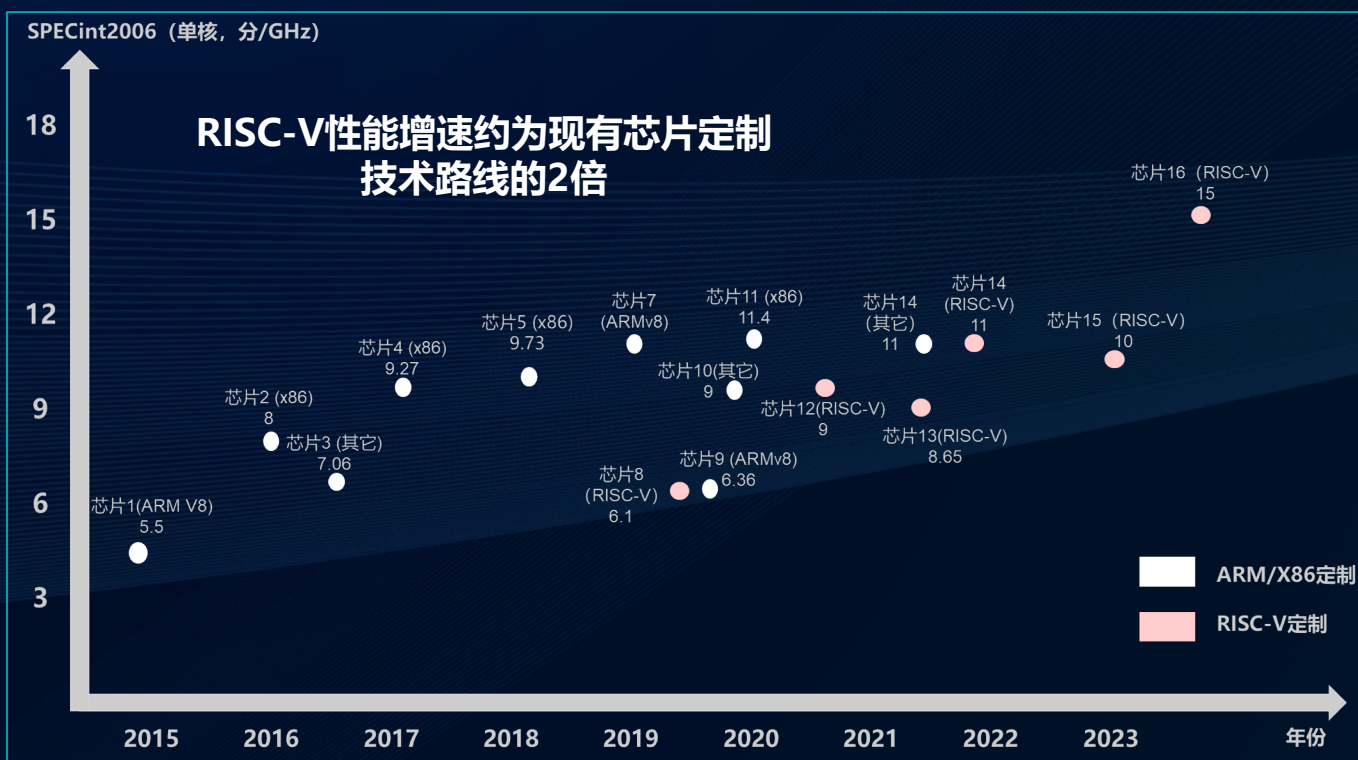 SPECint2006（单核，分/GHz）
18
15
12
9
6
3
RISC-V性能增速约为现有芯片定制
技术路线的2倍
芯片1(ARM V8)
5.5
芯片2 (x86)
8
芯片3 (其它)
7.06
芯片4 (x86)
9.27
芯片5 (x86)
9.73
芯片7
(ARMv8)
芯片8
(RISC-V)
6.1
芯片9 (ARMv8)
6.36
芯片10(其它)
9
芯片11 (x86)
11.4
芯片12(RISC-V)
9
芯片13(RISC-V)
8.65
芯片14
（其它）
11
芯片14
(RISC-V)
11
芯片15（RISC-V）
10
芯片16（RISC-V）
15
ARM/X86定制
RISC-V定制
2015
2016
2017
2018
2019
2020
2021
2022
2023
年份